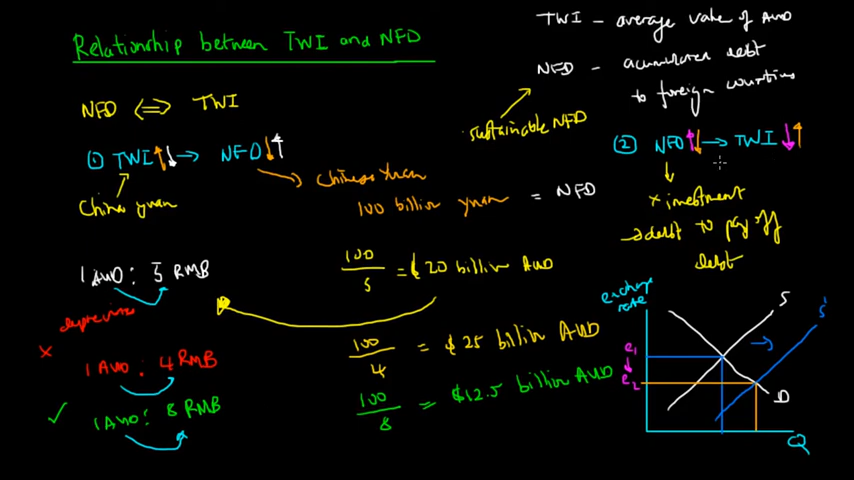 Relationship between TWI and NFD
TWI - average value of AUD
NFD - accumulated debt
to foreign countries
sustainable NFD
NFD ⇔ TWI
① TWI↑↓→ NFD↓↑
China yuan
Chinese Yuan
100 billion yuan = NFD
② NFD↑↓→ TWI↓↑
× investment
→ debt to pay off
debt
1 AUD: 5 RMB
100
5
= $20 billion AUD
depreciates
× 1 AUD: 4 RMB
100
4
= $25 billion AUD
✓ 1 AUD: 8 RMB
100
8
= $12.5 billion AUD
exchange
rate
S
S'
e₁
↓
e₂
→
D
Q